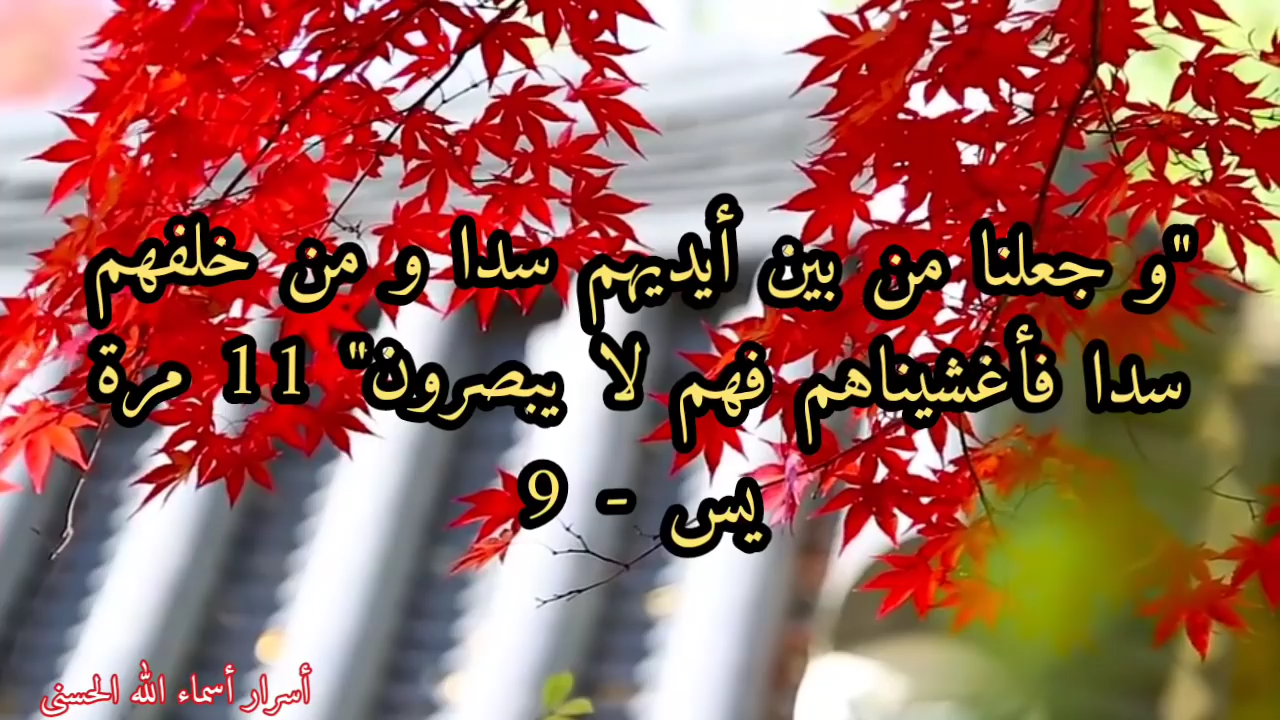 "و جعلنا من بين أيديهم سدا و من خلفهم
سدا فأغشيناهم فهم لا يبصرون" 11 مرة
يس - 9
أسرار أسماء الله الحسنى